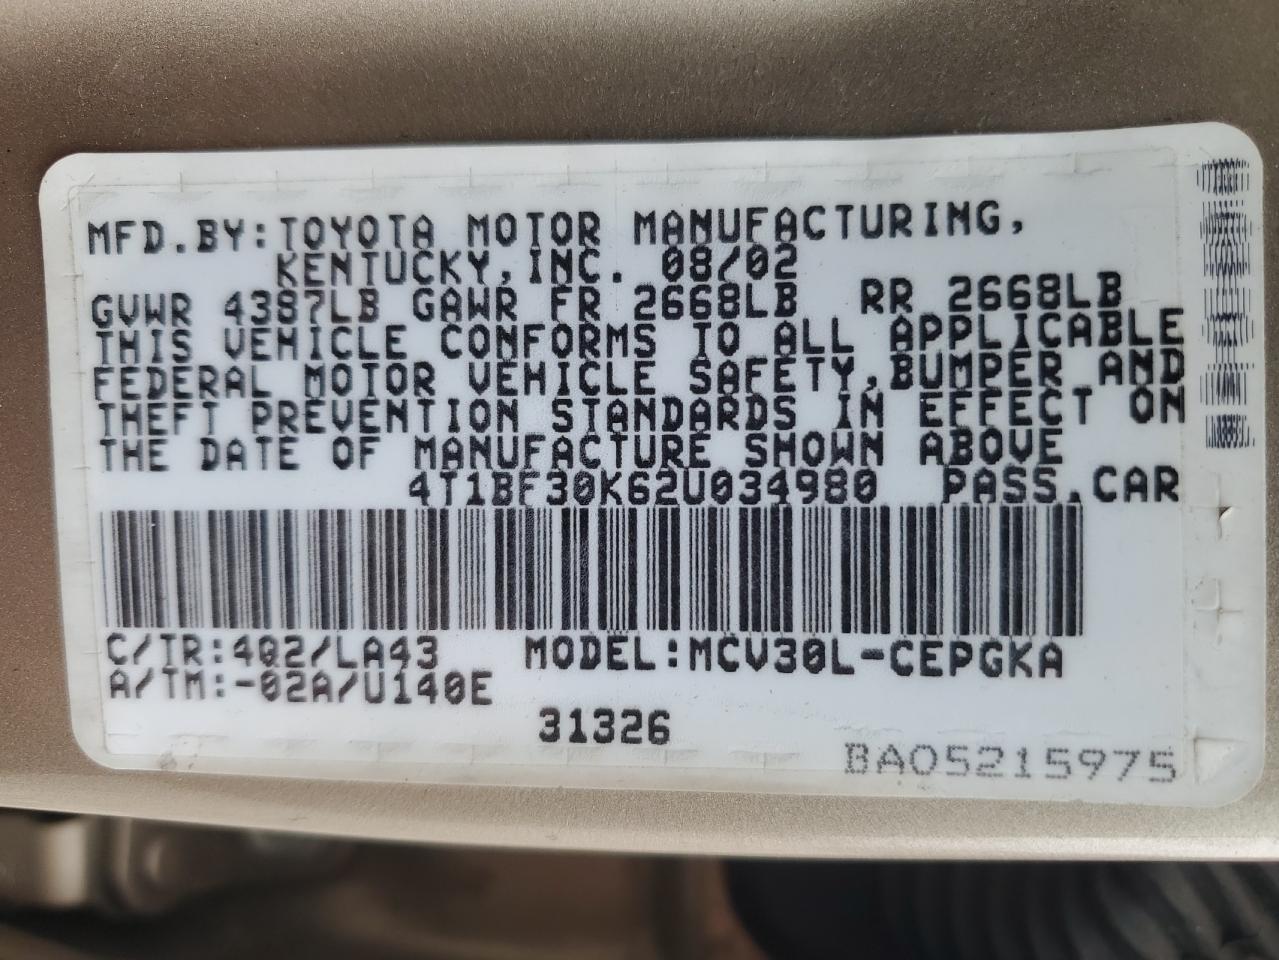 MFD.BY:TOYOTA MOTOR MANUFACTURING,
KENTUCKY,INC. 08/02
GVWR 4387LB GAWR FR 2668LB RR 2668LB
THIS VEHICLE CONFORMS TO ALL APPLICABLE
FEDERAL MOTOR VEHICLE SAFETY,BUMPER AND
THEFT PREVENTION STANDARDS IN EFFECT ON
THE DATE OF MANUFACTURE SHOWN ABOVE
4T1BF30K62U034980 PASS.CAR
C/TR:402/LA43 MODEL:MCV30L-CEPGKA
A/TM:-02A/U140E
31326
BA05215975